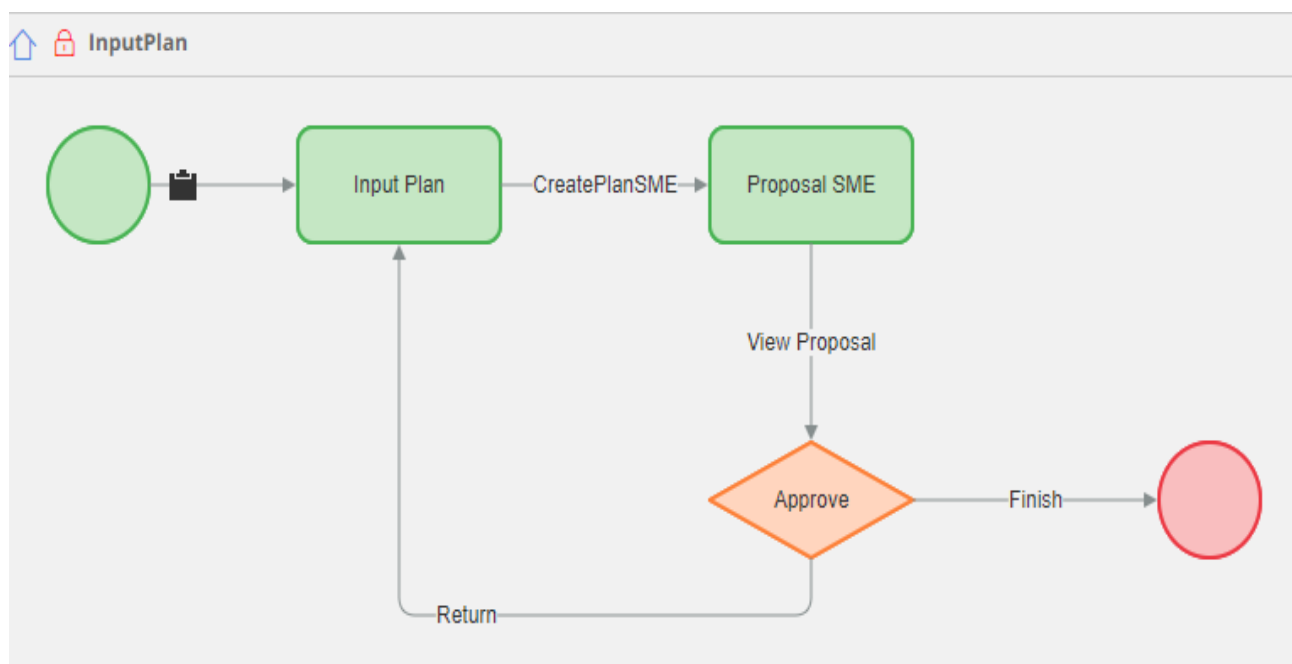 InputPlan
Input Plan
CreatePlanSME
Proposal SME
View Proposal
Approve
Finish
Return